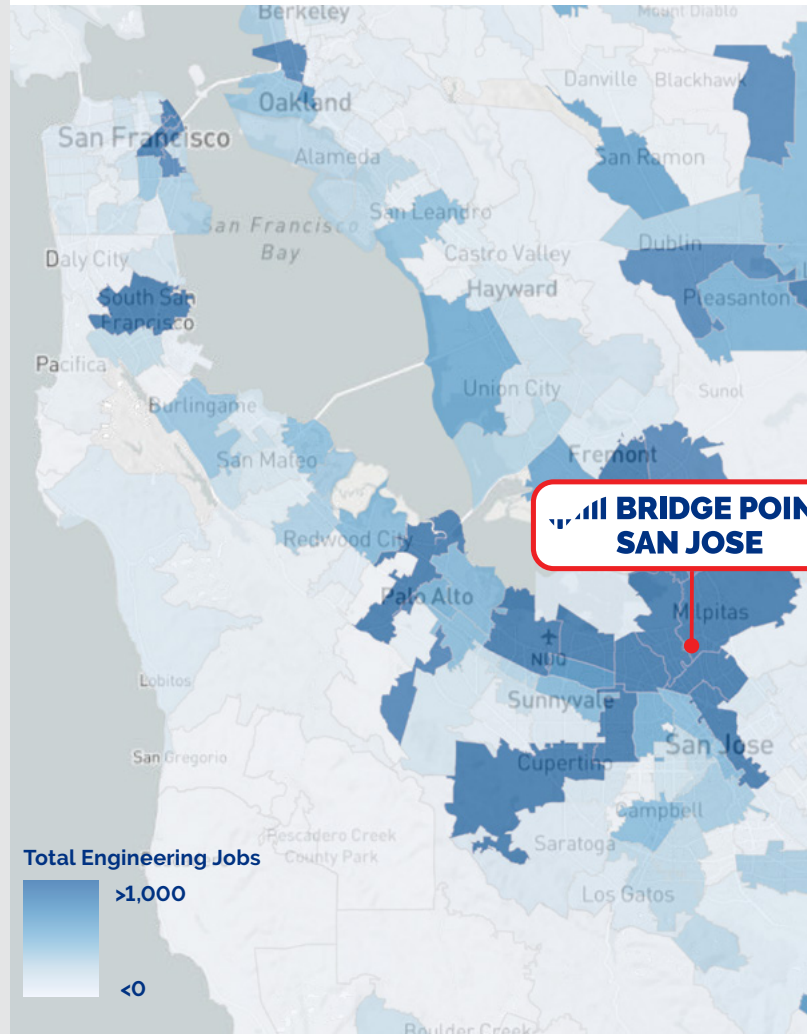 Berkeley
Mount Diablo
Danville
Blackhawk
Oakland
San Francisco
Alameda
San Ramon
San Leandro
San Francisco
Bay
Dublin
Daly City
Castro Valley
Hayward
South San
Francisco
Pleasanton
Pacifica
Union City
Sunol
Burlingame
San Mateo
Fremont
BRIDGE POIN
SAN JOSE
Redwood City
Palo Alto
Milpitas
NUQ
Lobitos
Sunnyvale
San Jose
San Gregorio
Cupertino
Campbell
Pescadero Creek
County Park
Saratoga
Total Engineering Jobs
>1,000
Los Gatos
<0
Boulder Creek